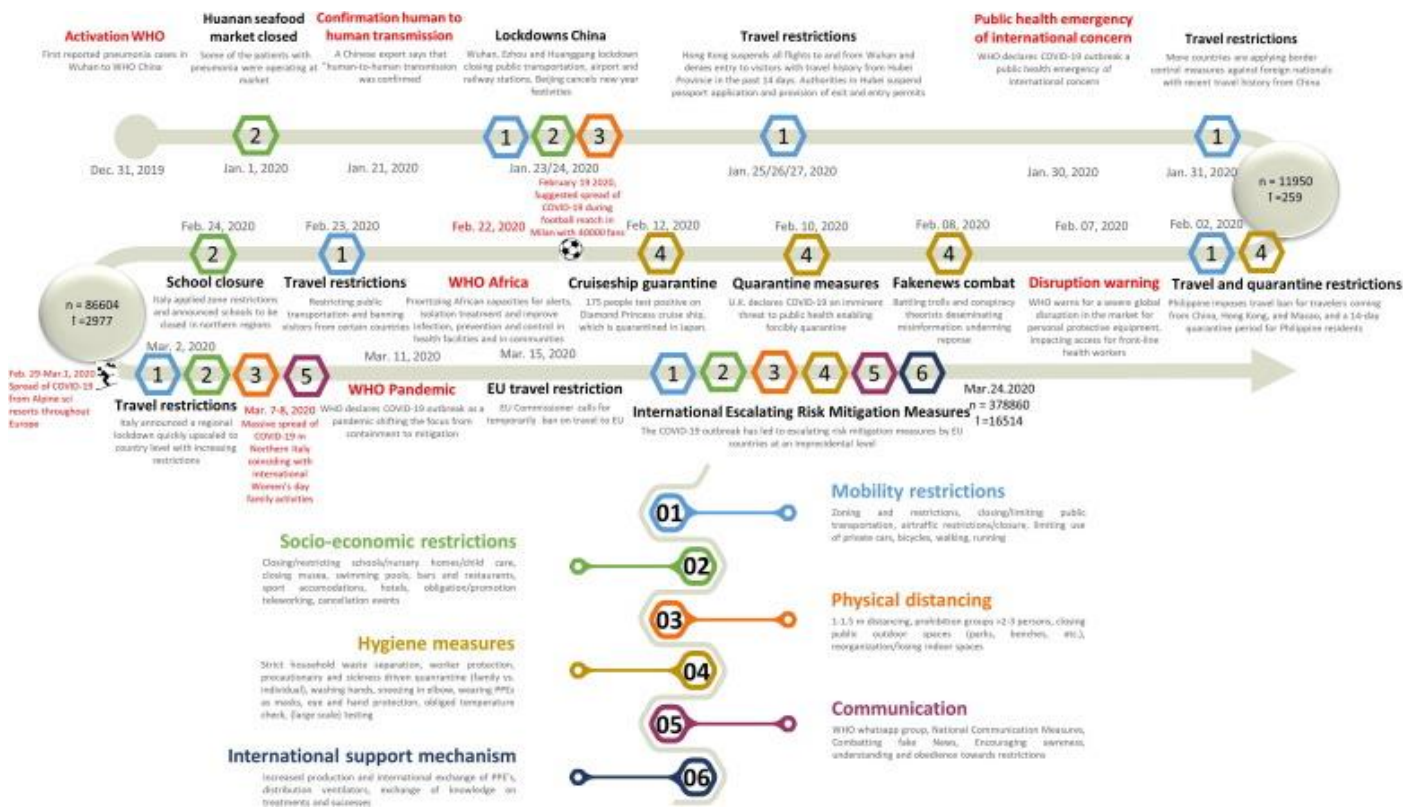 Activation WHO
First reported pneumonia cases in
Wuhan to WHO China
Dec. 31, 2019
Huanan seafood
market closed
Some of the patients with
pneumonia were operating at
market
2
Jan. 1, 2020
Confirmation human to
human transmission
A Chinese expert says that
"human-to-human transmission
was confirmed
Jan. 21, 2020
Lockdowns China
Wuhan, Ezhou and Huanggang lockdown
closing public transportation, airport and
railway stations. Beijing cancels new year
festivities
1 2 3
Jan. 23/24, 2020
Travel restrictions
Hong Kong suspends all flights to and from Wuhan and
denies entry to visitors with travel history from Hubei
Province in the past 14 days. Authorities in Hubei suspend
passport application and provision of exit and entry permits
1
Jan. 25/26/27, 2020
Public health emergency
of international concern
WHO declares COVID-19 outbreak a
public health emergency of
international concern
Jan. 30, 2020
Travel restrictions
More countries are applying border
control measures against foreign nationals
with recent travel history from China
1
Jan. 31, 2020
n = 11950
† =259
Feb. 02, 2020
1 4
Travel and quarantine restrictions
Philippine imposes travel ban for travelers coming
from China, Hong Kong, and Macao, and a 14-day
quarantine period for Philippine residents
Feb. 07, 2020
Disruption warning
WHO warns for a severe global
disruption in the market for
personal protective equipment,
impacting access for front-line
health workers
Feb. 08, 2020
4
Fakenews combat
Battling trolls and conspiracy
theorists deseminating
misinformation underming
reponse
Feb. 10, 2020
4
Quarantine measures
U.K. declares COVID-19 an imminent
threat to public health enabling
forcibly quarantine
Feb. 12, 2020
4
Cruiseship guarantine
175 people test positive on
Diamond Princess cruise ship,
which is quarantined in Japan.
February 19 2020,
Suggested spread of
COVID-19 during
football match in
Milan with 40000 fans
Feb. 22, 2020
WHO Africa
Prioritizing African capacities for alerts,
isolation treatment and improve
infection, prevention and control in
health facilities and in communities
Feb. 23, 2020
1
Travel restrictions
Restricting public
transportation and banning
visitors from certain countries
Feb. 24, 2020
2
School closure
Italy applied zone restrictions
and announced schools to be
closed in northern regions
n = 86604
† =2977
Feb. 29-Mar.1, 2020
Spread of COVID-19
from Alpine sci
resorts throughout
Europe
Mar. 2, 2020
1 2 3 5
Travel restrictions
Italy announced a regional
lockdown quickly upscaled to
country level with increasing
restrictions
Mar. 7-8, 2020
Massive spread of
COVID-19 in
Northern Italy
coinciding with
international
Women's day
family activities
Mar. 11, 2020
WHO Pandemic
WHO declares COVID-19 outbreak as a
pandemic shifting the focus from
containment to mitigation
Mar. 15, 2020
EU travel restriction
EU Commissioner calls for
temporarily ban on travel to EU
1 2 3 4 5 6
International Escalating Risk Mitigation Measures
The COVID-19 outbreak has led to escalating risk mitigation measures by EU
countries at an imprecidental level
Mar.24.2020
n = 378860
† =16514
01
Mobility restrictions
Zoning and restrictions, closing/limiting public
transportation, airtraffic restrictions/closure, limiting use
of private cars, bicycles, walking, running
Socio-economic restrictions
Closing/restricting schools/nursery homes/child care,
closing musea, swimming pools, bars and restaurants,
sport accomodations, hotels, obligation/promotion
teleworking, cancellation events
02
03
Physical distancing
1-1.5 m distancing, prohibition groups >2-3 persons, closing
public outdoor spaces (parks, benches, etc.),
reorganization/losing indoor spaces
Hygiene measures
Strict household waste separation, worker protection,
precautionary and sickness driven quanrantine (family vs.
individual), washing hands, sneezing in elbow, wearing PPEs
as masks, eye and hand protection, obliged temperature
check, (large scale) testing
04
05
Communication
WHO whatsapp group, National Communication Measures,
Combatting fake News, Encouraging awreness,
understanding and obedience towards restrictions
International support mechanism
Increased production and international exchange of PPE's,
distribution ventilators, exchange of knowledge on
treatments and successes
06